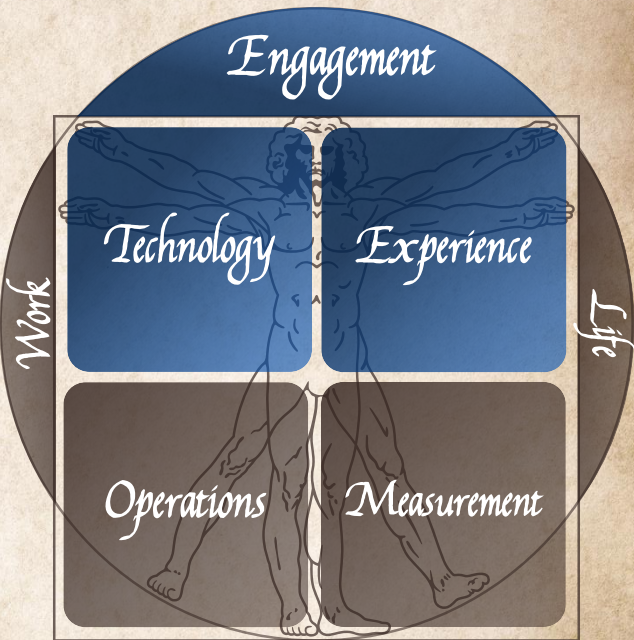 Engagement
Technology
Experience
Work
Life
Operations
Measurement